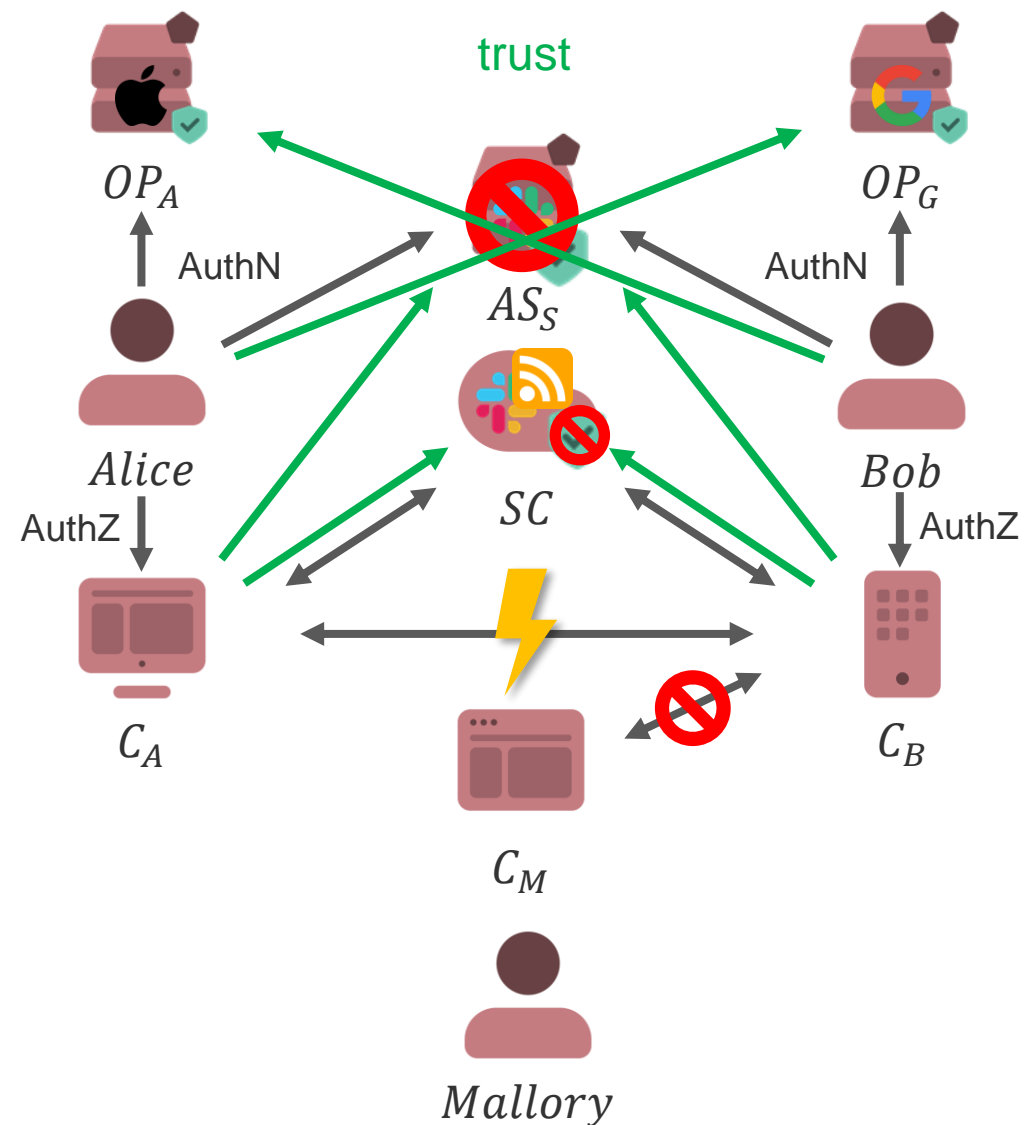 trust
OP_A
OP_G
AuthN
AuthN
AS_S
Alice
SC
Bob
AuthZ
AuthZ
C_A
C_B
C_M
Mallory